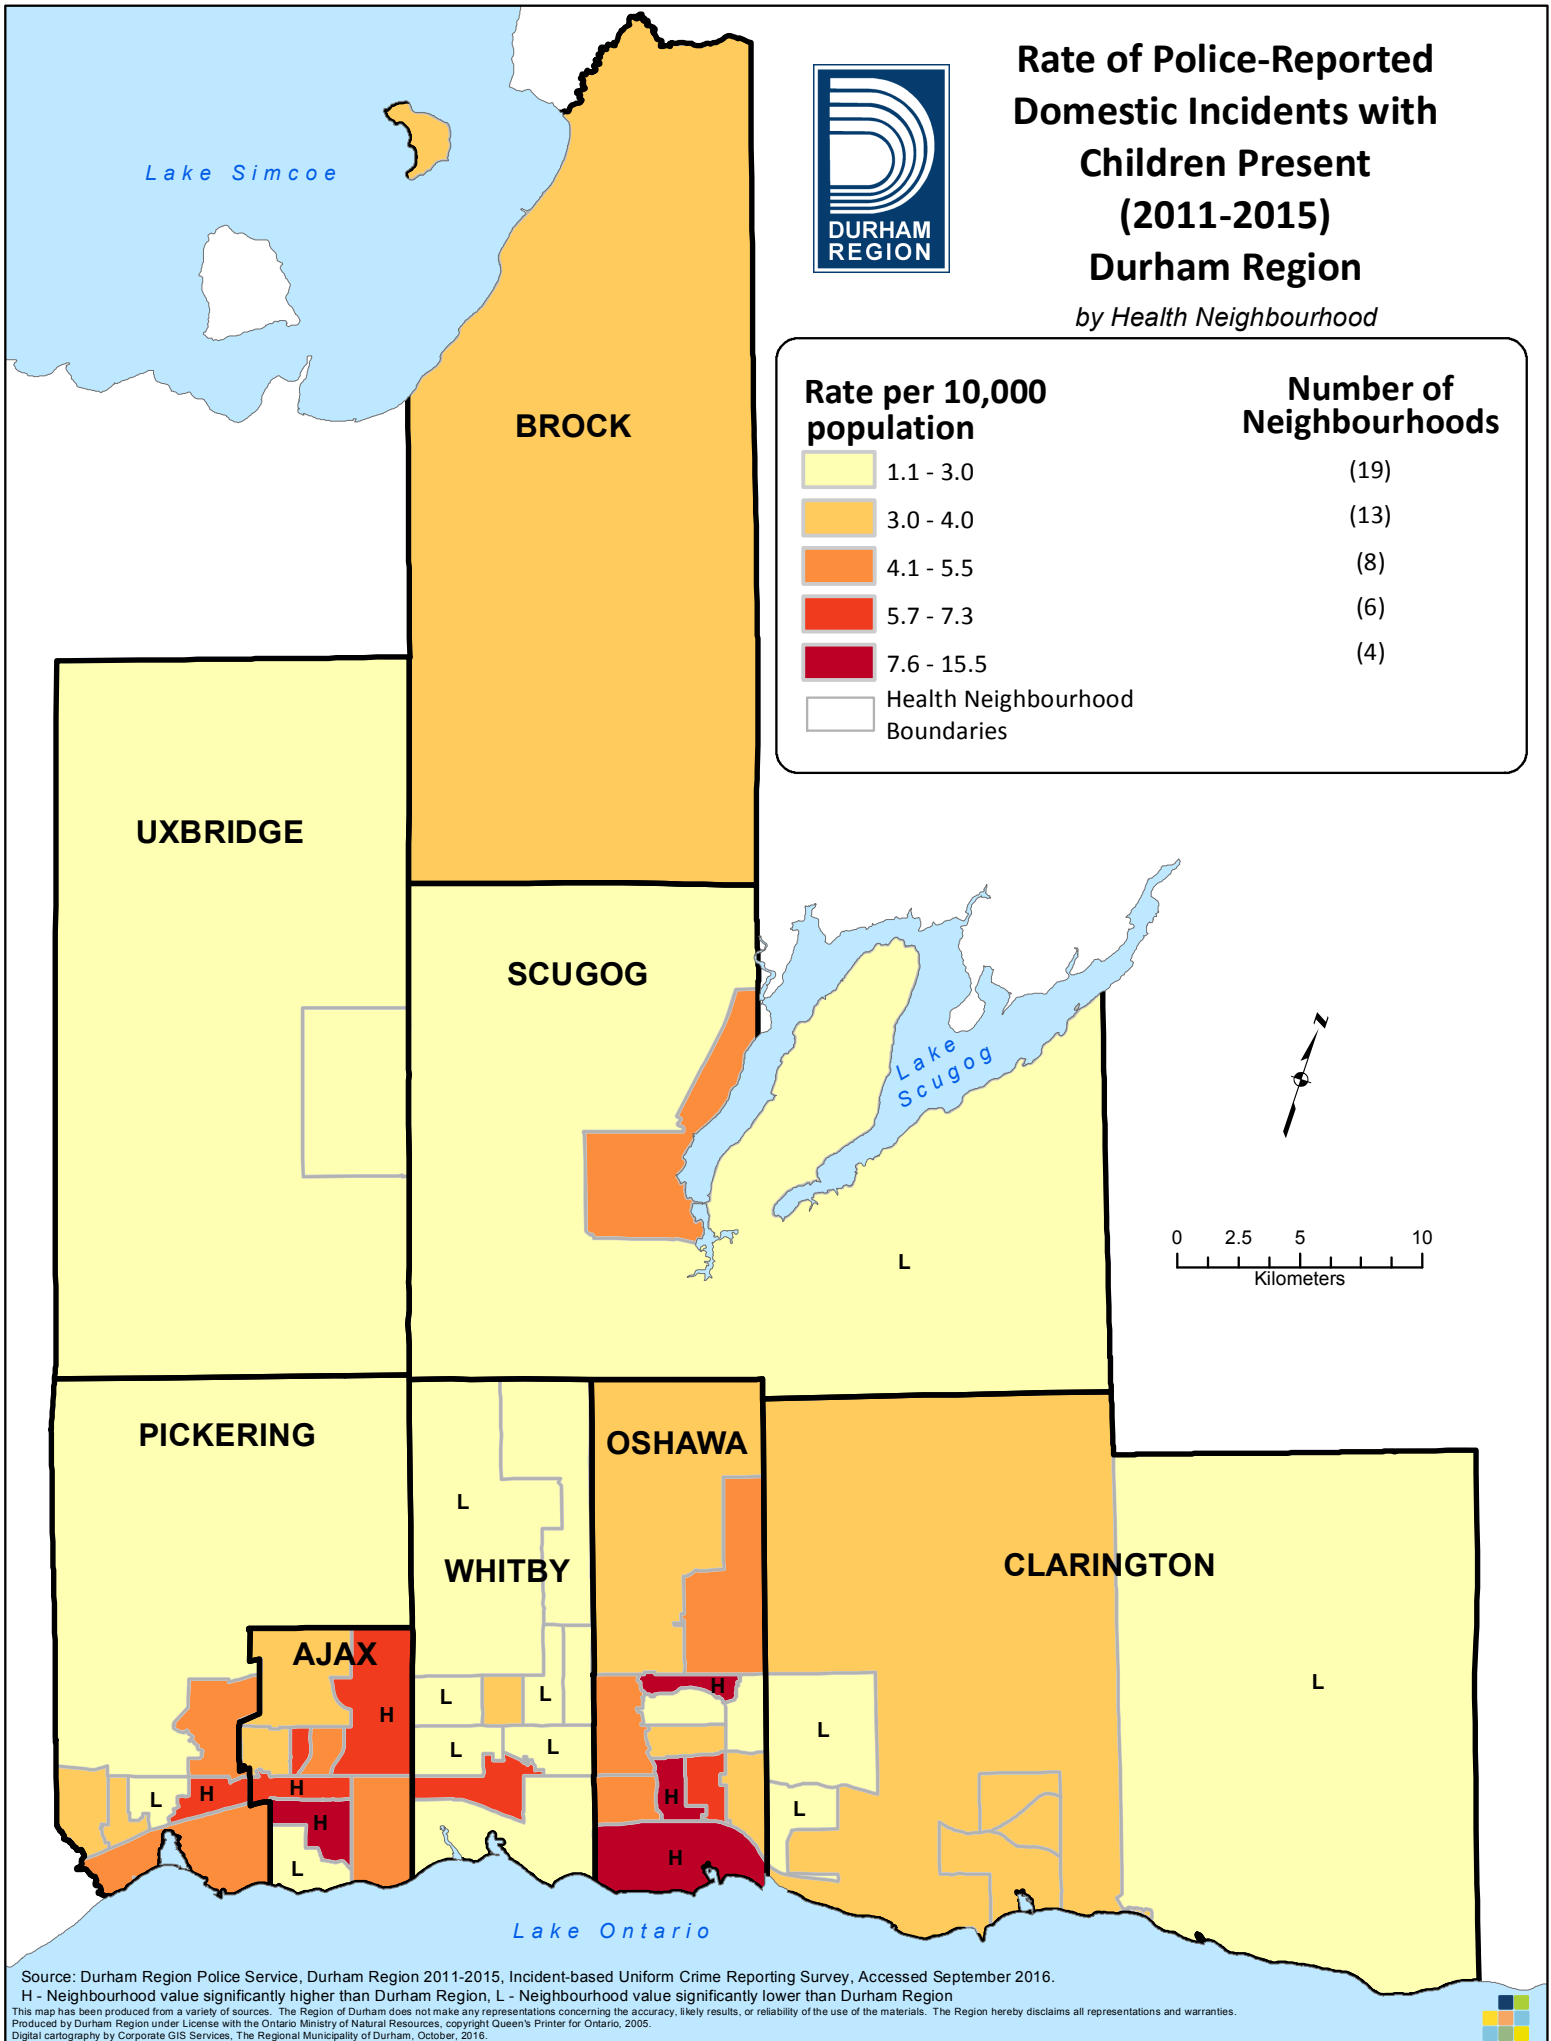 Rate of Police-Reported
Domestic Incidents with
Children Present
(2011-2015)
Durham Region
by Health Neighbourhood
DURHAM
REGION
Rate per 10,000
population
Number of
Neighbourhoods
1.1 - 3.0 (19)
3.0 - 4.0 (13)
4.1 - 5.5 (8)
5.7 - 7.3 (6)
7.6 - 15.5 (4)
Health Neighbourhood
Boundaries
Lake Simcoe
BROCK
UXBRIDGE
SCUGOG
Lake
Scugog
N
L
0 2.5 5 10
Kilometers
PICKERING
OSHAWA
L
WHITBY
CLARINGTON
AJAX
L
H
L
L
H
L
L
L
H
H
L
H
L
H
H
L
H
Lake Ontario
Source: Durham Region Police Service, Durham Region 2011-2015, Incident-based Uniform Crime Reporting Survey, Accessed September 2016.
H - Neighbourhood value significantly higher than Durham Region, L - Neighbourhood value significantly lower than Durham Region
This map has been produced from a variety of sources. The Region of Durham does not make any representations concerning the accuracy, likely results, or reliability of the use of the materials. The Region hereby disclaims all representations and warranties.
Produced by Durham Region under License with the Ontario Ministry of Natural Resources, copyright Queen's Printer for Ontario, 2005.
Digital cartography by Corporate GIS Services, The Regional Municipality of Durham, October, 2016.